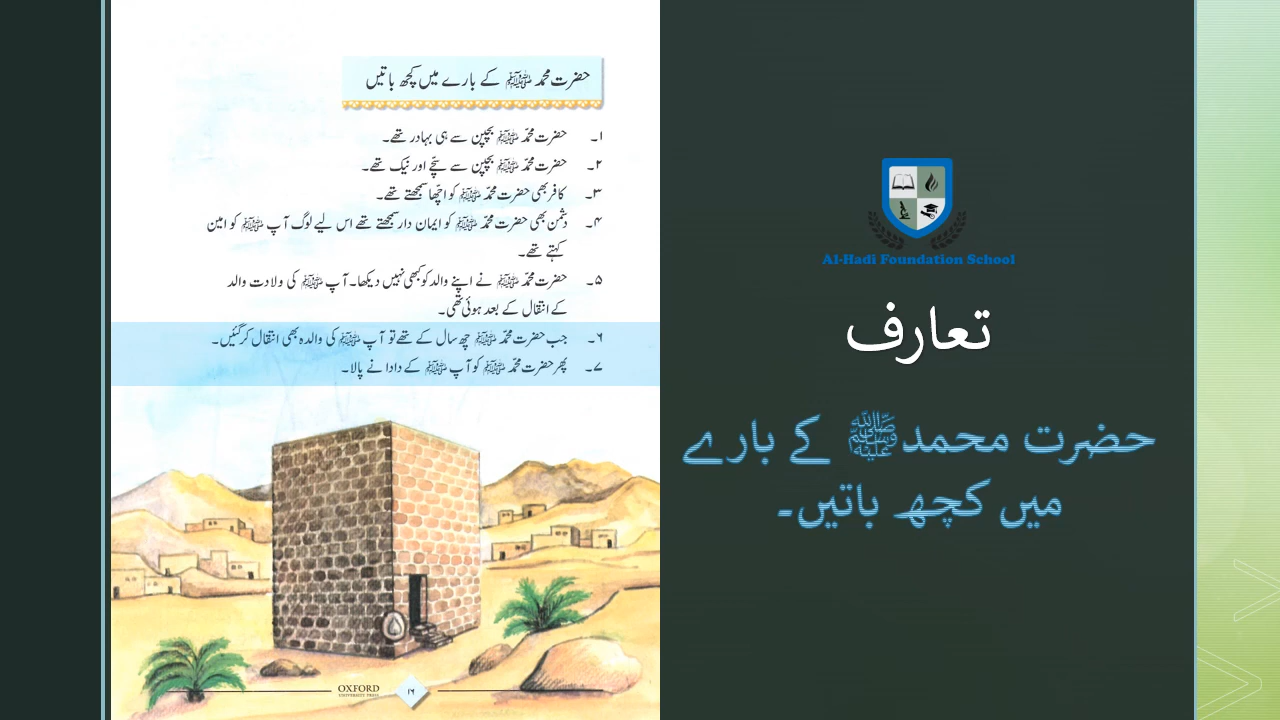 حضرت محمد ﷺ کے بارے میں کچھ باتیں
۱۔ حضرت محمدؐ ﷺ بچپن سے ہی بہادر تھے۔
۲۔ حضرت محمدؐ ﷺ بچپن سے سچّے اور نیک تھے۔
۳۔ کافر بھی حضرت محمدؐ ﷺ کو اچھّا سمجھتے تھے۔
۴۔ دشمن بھی حضرت محمدؐ ﷺ کو ایمان دار سمجھتے تھے اس لیے لوگ آپ ﷺ کو امین
کہتے تھے۔
۵۔ حضرت محمدؐ ﷺ نے اپنے والد کو کبھی نہیں دیکھا۔ آپ ﷺ کی ولادت والد
کے انتقال کے بعد ہوئی تھی۔
۶۔ جب حضرت محمدؐ ﷺ چھ سال کے تھے تو آپ ﷺ کی والدہ بھی انتقال کر گئیں۔
۷۔ پھر حضرت محمدؐ ﷺ کو آپ ﷺ کے دادا نے پالا۔
OXFORD
UNIVERSITY PRESS
۱۶
Al-Hadi Foundation School
تعارف
حضرت محمدﷺ کے بارے
میں کچھ باتیں۔